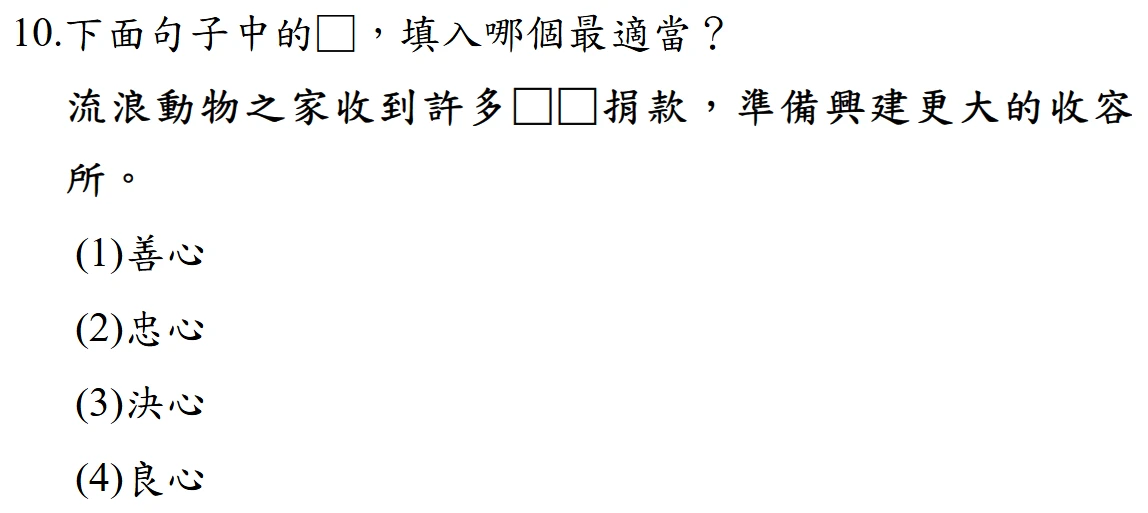 10.下面句子中的□，填入哪個最適當？
流浪動物之家收到許多□□捐款，準備興建更大的收容
所。
(1)善心
(2)忠心
(3)決心
(4)良心